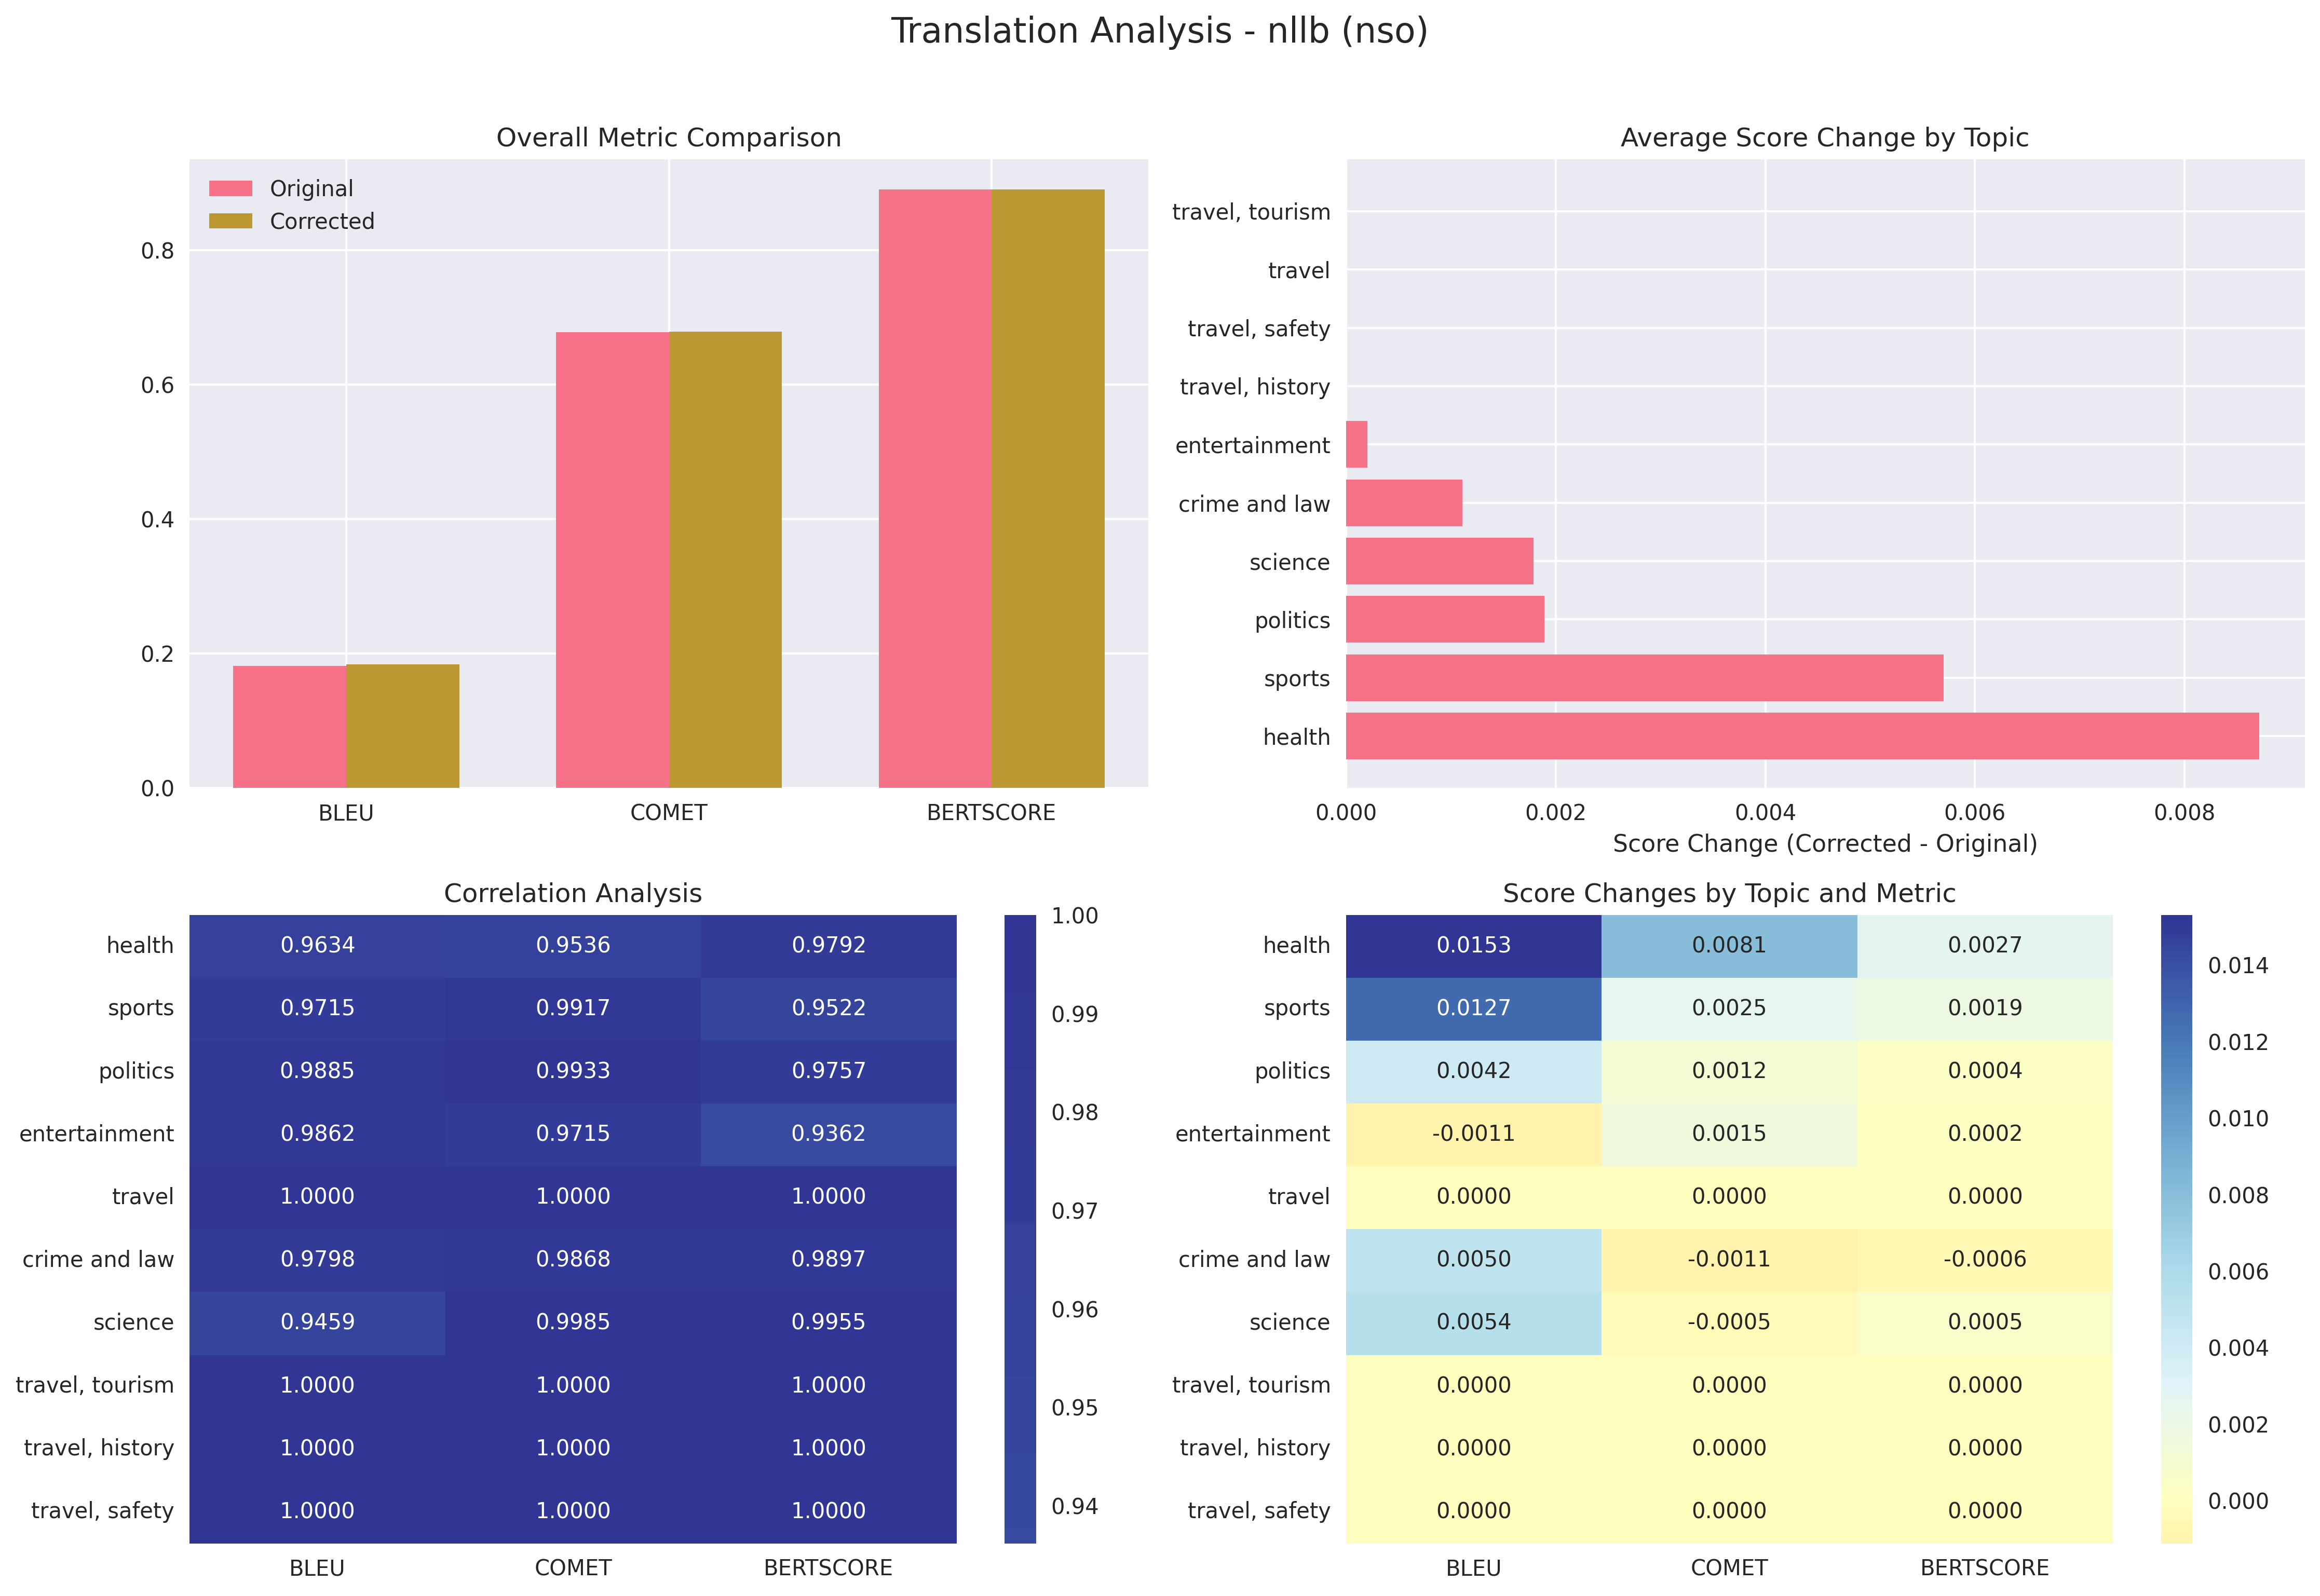 Translation Analysis - nllb (nso)
Overall Metric Comparison
Original
Corrected
0.8
0.6
0.4
0.2
0.0
BLEU COMET BERTSCORE
Average Score Change by Topic
travel, tourism
travel
travel, safety
travel, history
entertainment
crime and law
science
politics
sports
health
0.000 0.002 0.004 0.006 0.008
Score Change (Corrected - Original)
Correlation Analysis
health 0.9634 0.9536 0.9792
sports 0.9715 0.9917 0.9522
politics 0.9885 0.9933 0.9757
entertainment 0.9862 0.9715 0.9362
travel 1.0000 1.0000 1.0000
crime and law 0.9798 0.9868 0.9897
science 0.9459 0.9985 0.9955
travel, tourism 1.0000 1.0000 1.0000
travel, history 1.0000 1.0000 1.0000
travel, safety 1.0000 1.0000 1.0000
BLEU COMET BERTSCORE
1.00
0.99
0.98
0.97
0.96
0.95
0.94
Score Changes by Topic and Metric
health 0.0153 0.0081 0.0027
sports 0.0127 0.0025 0.0019
politics 0.0042 0.0012 0.0004
entertainment -0.0011 0.0015 0.0002
travel 0.0000 0.0000 0.0000
crime and law 0.0050 -0.0011 -0.0006
science 0.0054 -0.0005 0.0005
travel, tourism 0.0000 0.0000 0.0000
travel, history 0.0000 0.0000 0.0000
travel, safety 0.0000 0.0000 0.0000
BLEU COMET BERTSCORE
0.014
0.012
0.010
0.008
0.006
0.004
0.002
0.000